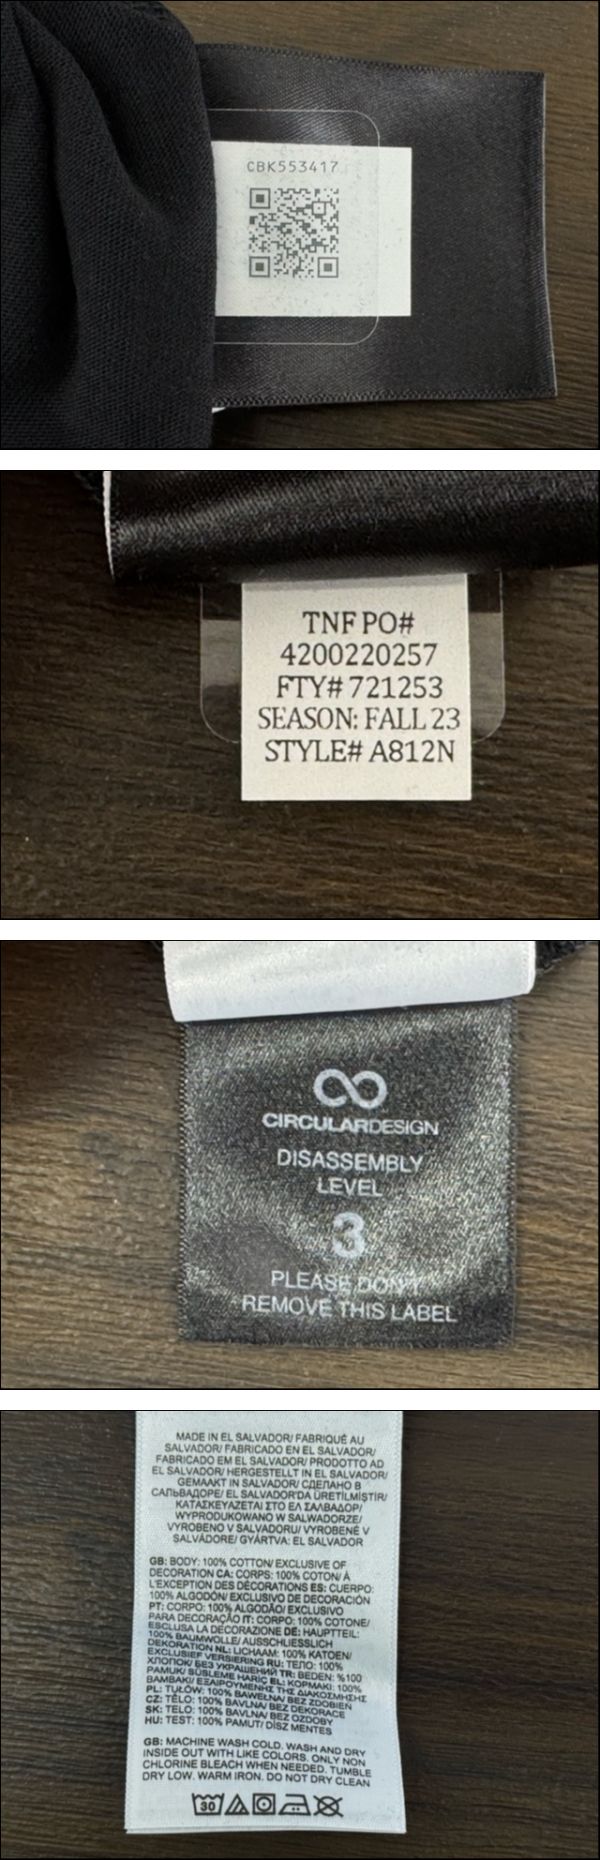 CBK553417
TNF PO#
4200220257
FTY# 721253
SEASON: FALL 23
STYLE# A812N
CIRCULARDESIGN
DISASSEMBLY
LEVEL
3
PLEASE DON'T
REMOVE THIS LABEL
MADE IN EL SALVADOR/ FABRIQUÉ AU
SALVADOR/ FABRICADO EN EL SALVADOR/
FABRICADO EM EL SALVADOR/ PRODOTTO AD
EL SALVADOR/ HERGESTELLT IN EL SALVADOR/
GEMAAKT IN SALVADOR/ СДЕЛАНО В
САЛЬВАДОРЕ/ EL SALVADOR'DA ÜRETİLMİŞTİR/
ΚΑΤΑΣΚΕΥΑΖΕΤΑΙ ΣΤΟ ΕΛ ΣΑΛΒΑΔΟΡ/
WYPRODUKOWANO W SALWADORZE/
VYROBENO V SALVADORU/ VYROBENÉ V
SALVÁDORE/ GYÁRTVA: EL SALVADOR
GB: BODY: 100% COTTON/ EXCLUSIVE OF
DECORATION CA: CORPS: 100% COTON/ À
L'EXCEPTION DES DÉCORATIONS ES: CUERPO:
100% ALGODÓN/ EXCLUSIVO DE DECORACIÓN
PT: CORPO: 100% ALGODÃO/ EXCLUSIVO
PARA DECORAÇÃO IT: CORPO: 100% COTONE/
ESCLUSA LA DECORAZIONE DE: HAUPTTEIL:
100% BAUMWOLLE/ AUSSCHLIESSLICH
DEKORATION NL: LICHAAM: 100% KATOEN/
EXCLUSIEF VERSIERING RU: ТЕЛО: 100%
ХЛОПОК/ БЕЗ УКРАШЕНИЙ TR: BEDEN: %100
PAMUK/ SÜSLEME HARİÇ EL: ΚΟΡΜΑΚΙ: 100%
ΒΑΜΒΑΚΙ/ ΕΞΑΙΡΟΥΜΕΝΗΣ ΤΗΣ ΔΙΑΚΟΣΜΗΣΗΣ
PL: TUŁÓW: 100% BAWEŁNA/ BEZ ZDOBIEŃ
CZ: TĚLO: 100% BAVLNA/ BEZ DEKORACE
SK: TELO: 100% BAVLNA/ BEZ OZDOBY
HU: TEST: 100% PAMUT/ DÍSZ MENTES
GB: MACHINE WASH COLD. WASH AND DRY
INSIDE OUT WITH LIKE COLORS. ONLY NON
CHLORINE BLEACH WHEN NEEDED. TUMBLE
DRY LOW. WARM IRON. DO NOT DRY CLEAN
30